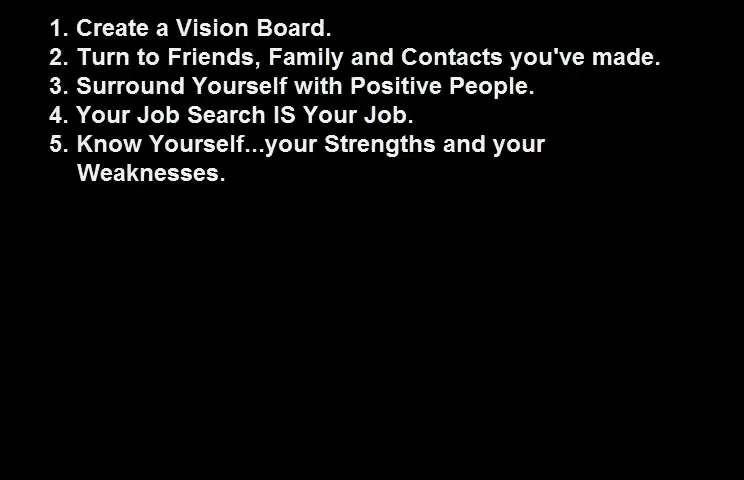 1. Create a Vision Board.
2. Turn to Friends, Family and Contacts you've made.
3. Surround Yourself with Positive People.
4. Your Job Search IS Your Job.
5. Know Yourself...your Strengths and your
Weaknesses.